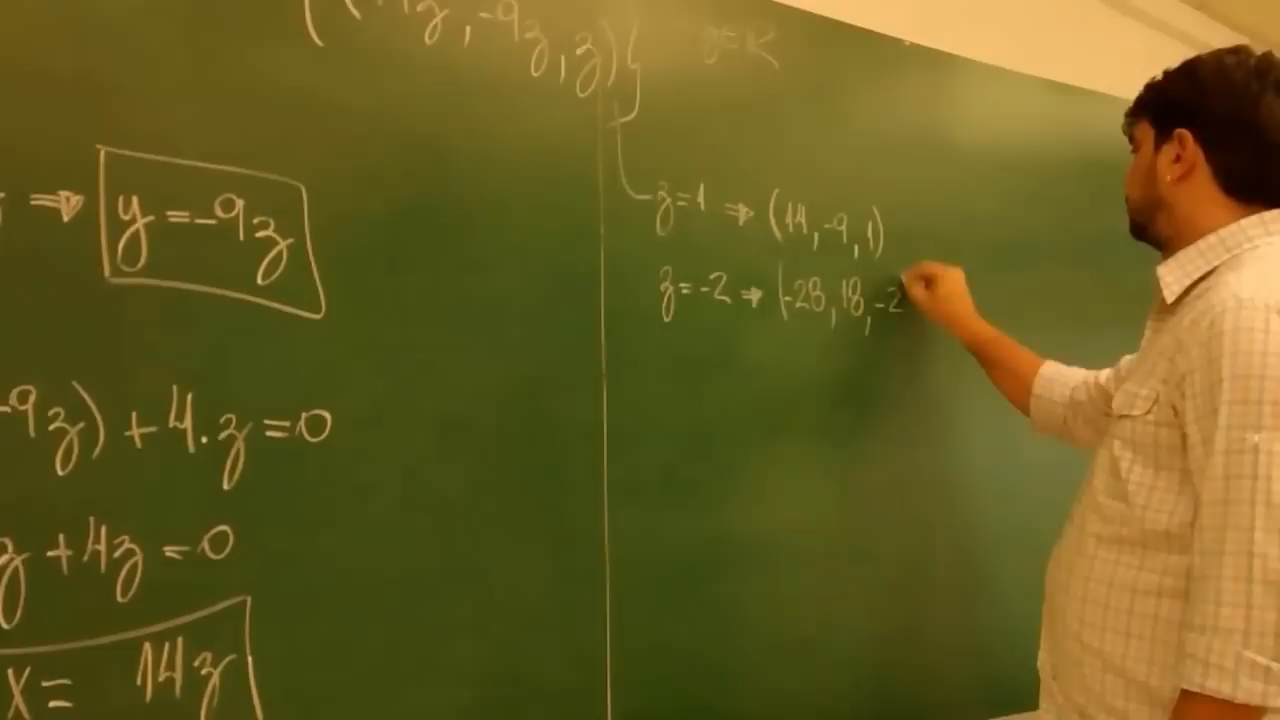 (14z, -9z, z)}
⇒ y = -9z
-9z) + 4.z = 0
z + 4z = 0
x = 14z
z = 1 ⇒ (14, -9, 1)
z = -2 ⇒ (-28, 18, -2